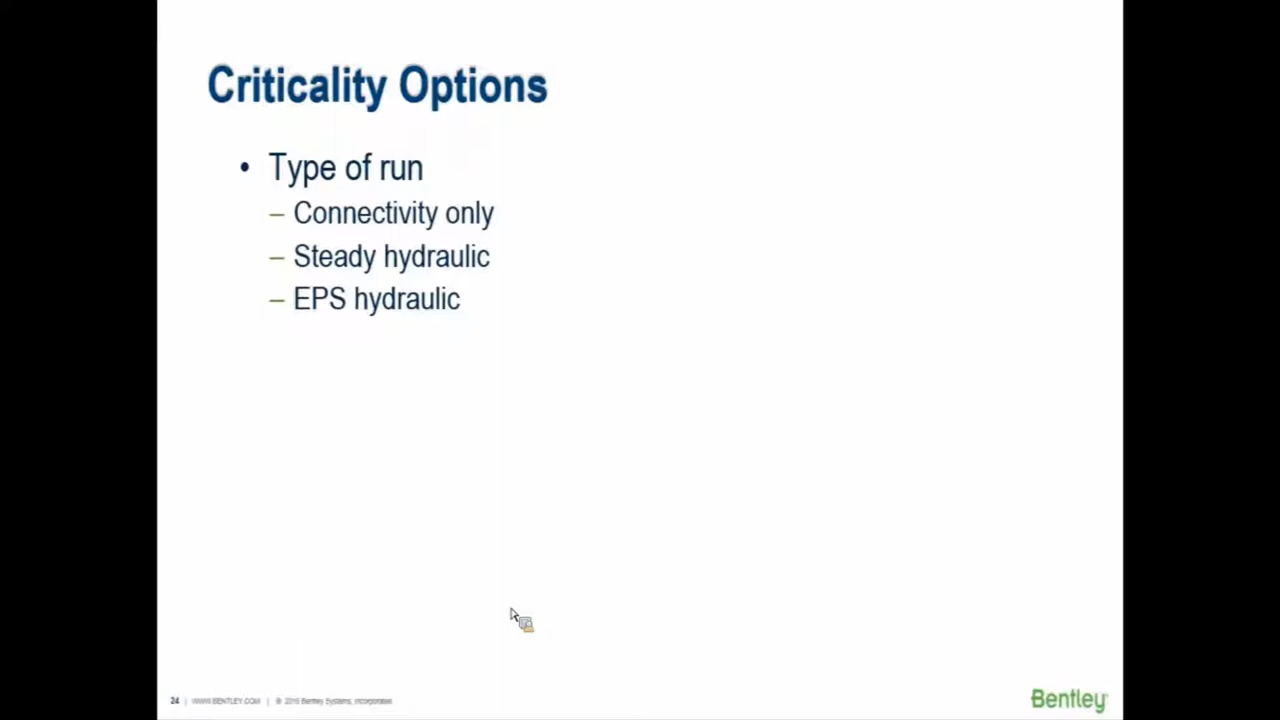 Criticality Options
• Type of run
– Connectivity only
– Steady hydraulic
– EPS hydraulic
24 | WWW.BENTLEY.COM | © 2015 Bentley Systems, Incorporated
Bentley